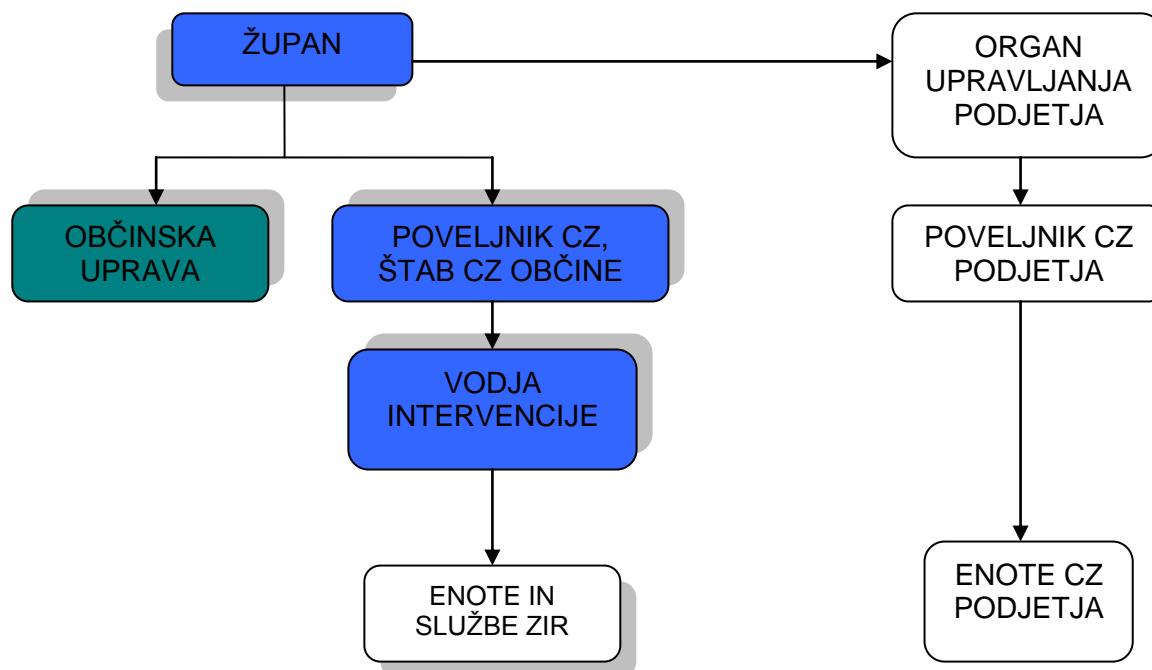 ŽUPAN
ORGAN
UPRAVLJANJA
PODJETJA
OBČINSKA
UPRAVA
POVELJNIK CZ,
ŠTAB CZ OBČINE
POVELJNIK CZ
PODJETJA
VODJA
INTERVENCIJE
ENOTE IN
SLUŽBE ZIR
ENOTE CZ
PODJETJA